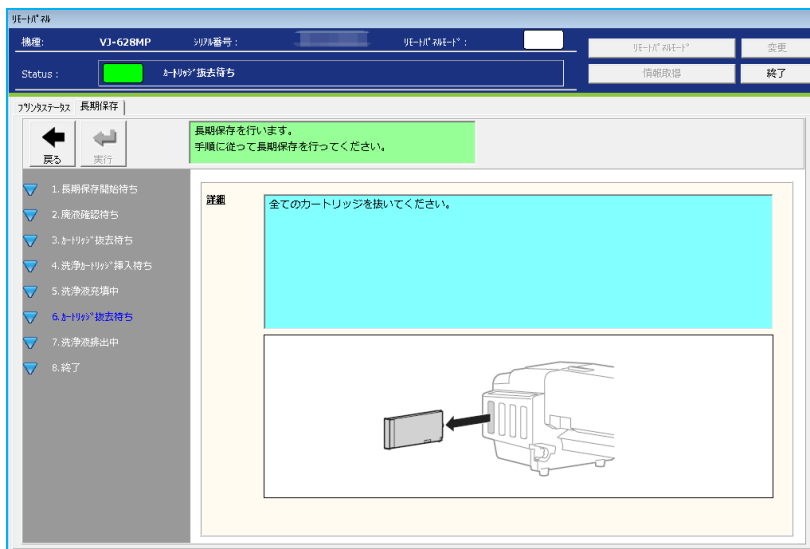 ﾘﾓｰﾄﾊﾟﾈﾙ
機種: VJ-628MP ｼﾘｱﾙ番号 : ﾘﾓｰﾄﾊﾟﾈﾙﾓｰﾄﾞ :
ﾘﾓｰﾄﾊﾟﾈﾙﾓｰﾄﾞ 変更
Status : ｶｰﾄﾘｯｼﾞ抜去待ち
情報取得 終了
ﾌﾟﾘﾝﾀｽﾃｰﾀｽ 長期保存
戻る 実行
長期保存を行います。
手順に従って長期保存を行ってください。
1.長期保存開始待ち
2.廃液確認待ち
3.ｶｰﾄﾘｯｼﾞ抜去待ち
4.洗浄ｶｰﾄﾘｯｼﾞ挿入待ち
5.洗浄液充填中
6.ｶｰﾄﾘｯｼﾞ抜去待ち
7.洗浄液排出中
8.終了
詳細
全てのカートリッジを抜いてください。